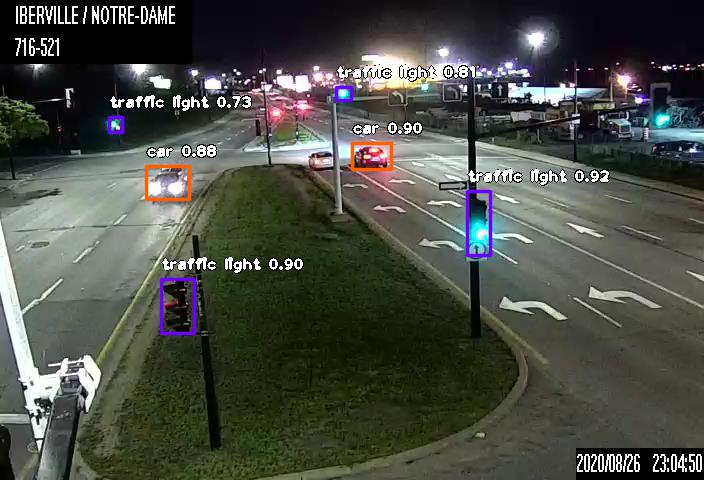 IBERVILLE / NOTRE-DAME
716-521
traffic light 0.81
traffic light 0.73
car 0.90
car 0.88
traffic light 0.92
traffic light 0.90
2020/08/26 23:04:50